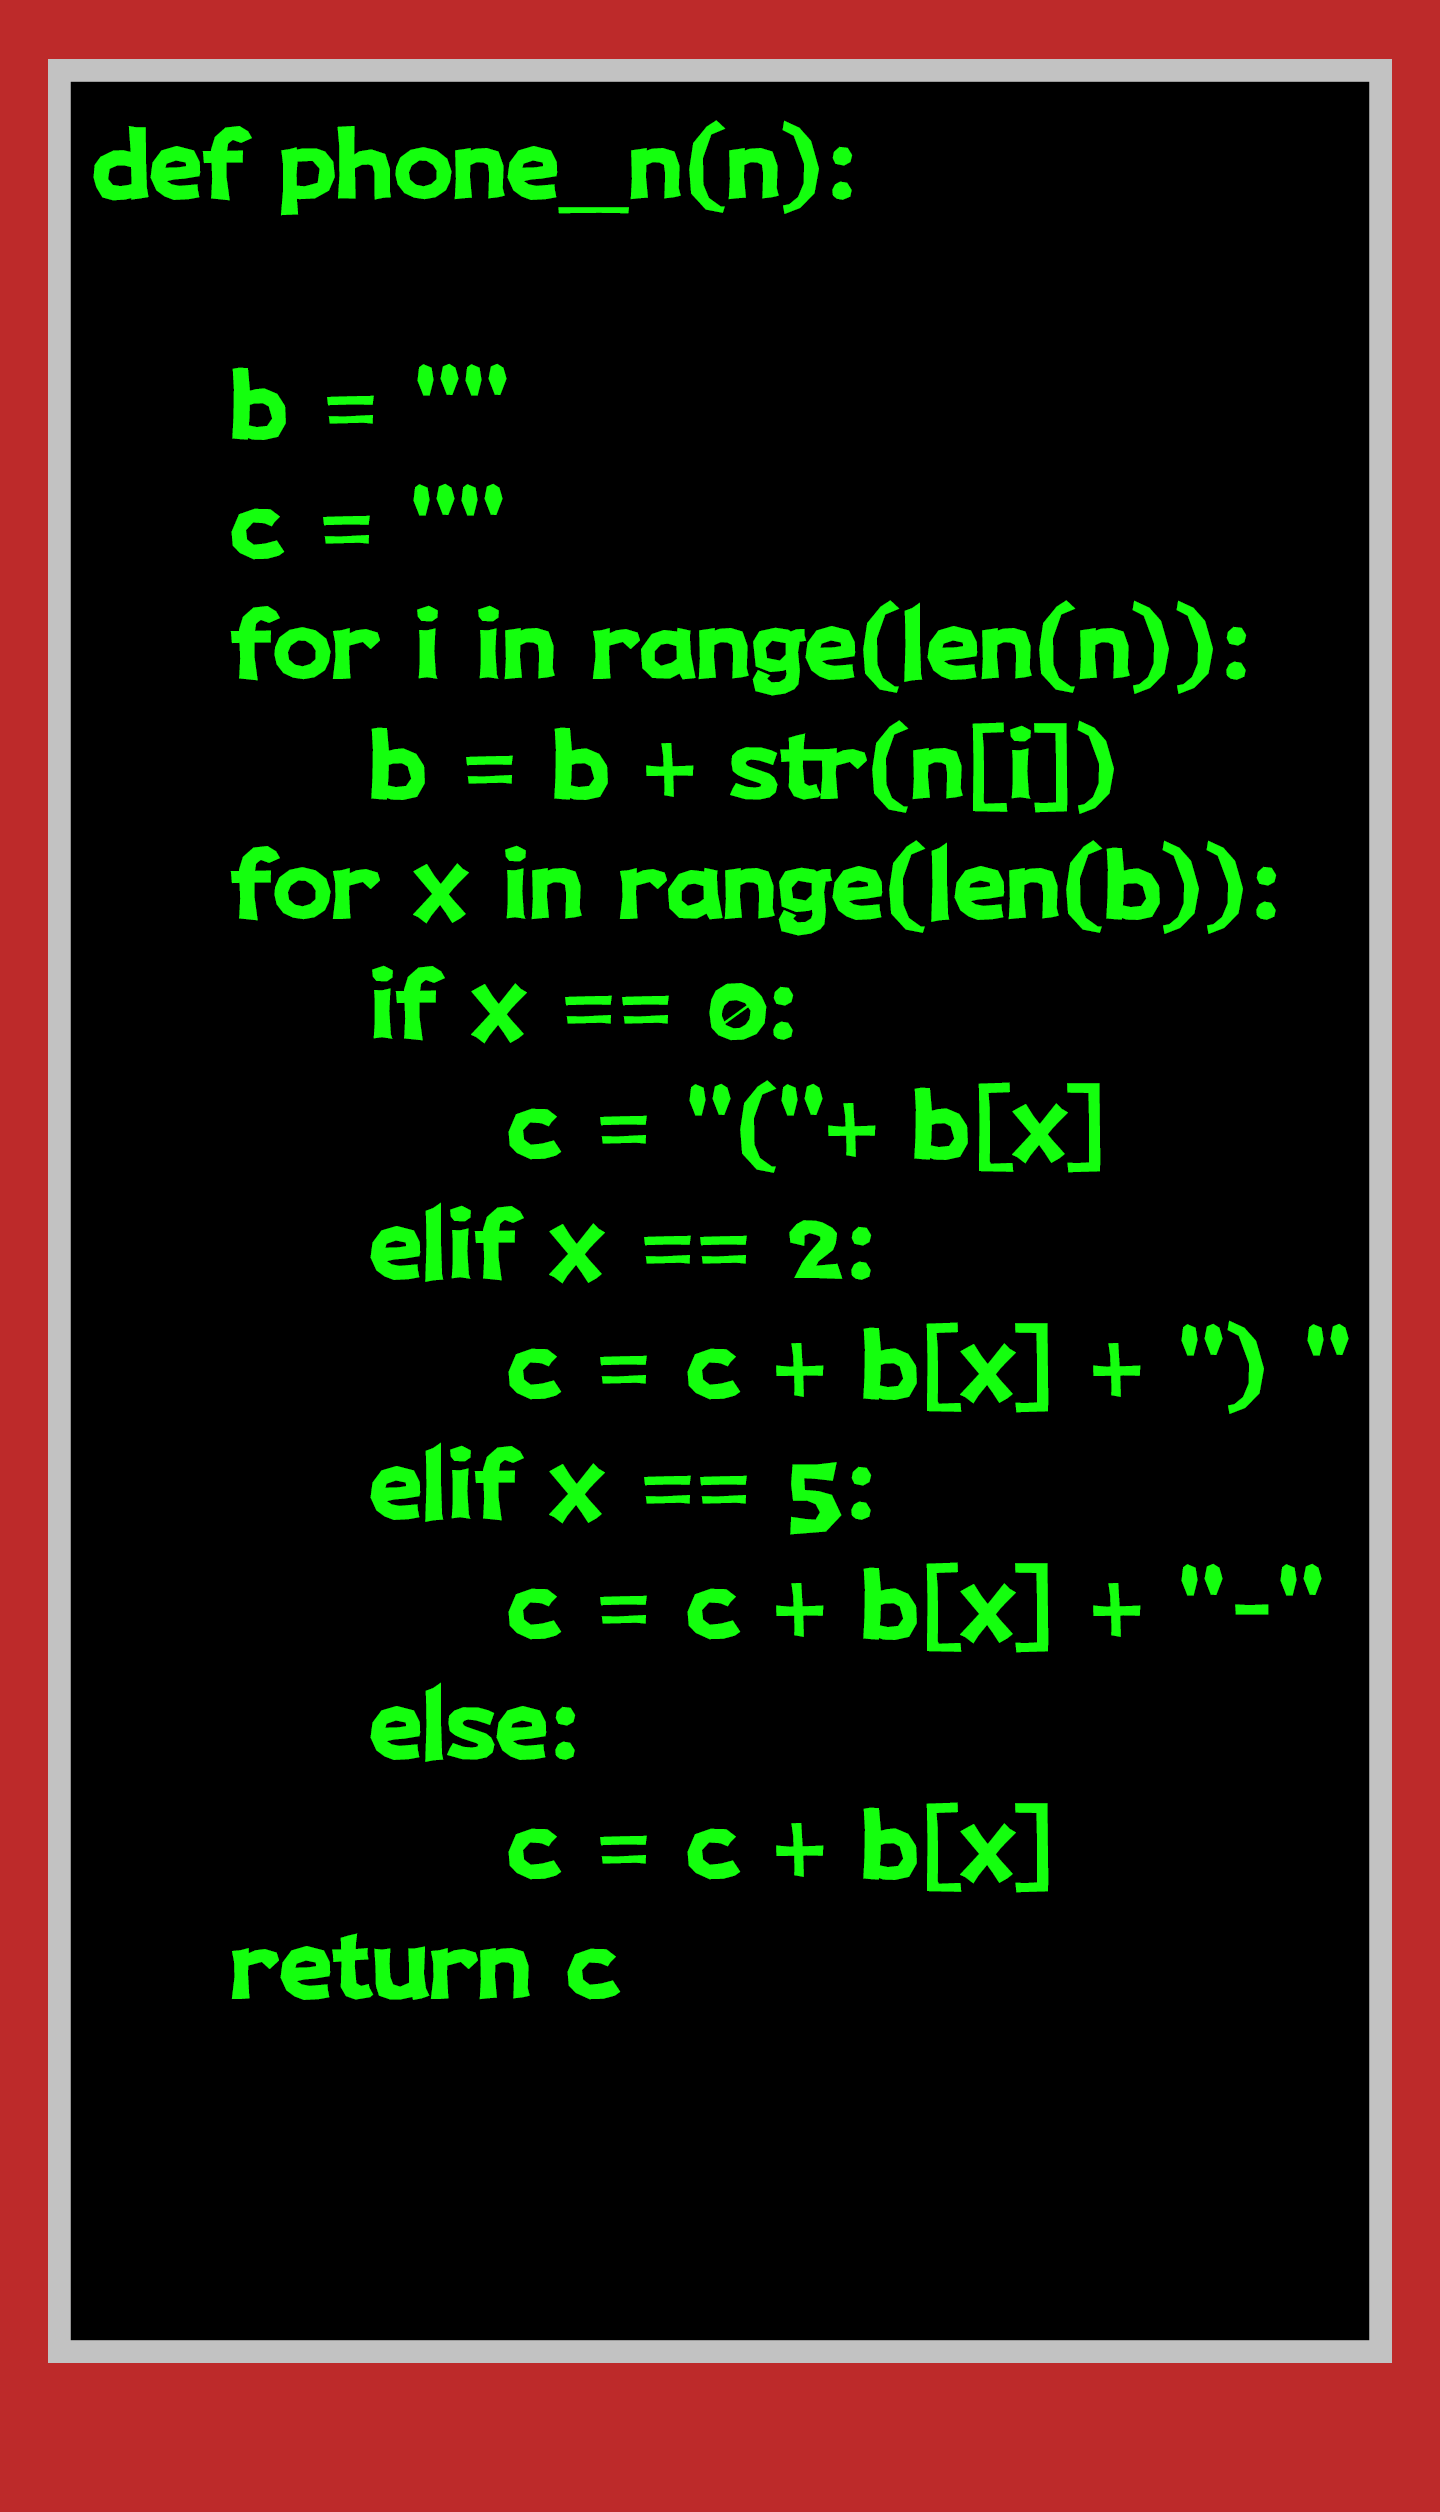 def phone_n(n):
b = ""
c = ""
for i in range(len(n)):
b = b + str(n[i])
for x in range(len(b)):
if x == 0:
c = "("+ b[x]
elif x == 2:
c = c + b[x] + ") "
elif x == 5:
c = c + b[x] + "-"
else:
c = c + b[x]
return c